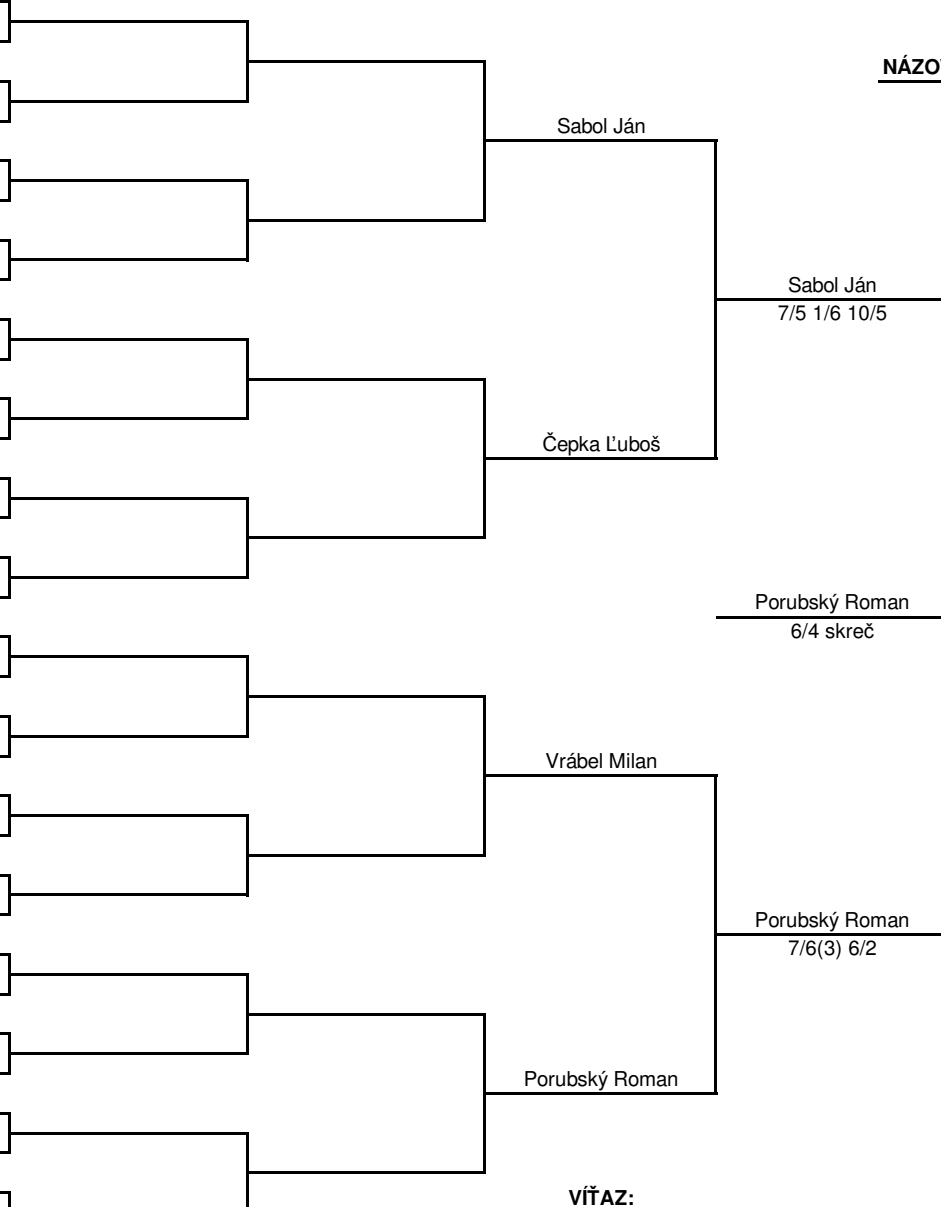 NÁZO
Sabol Ján
Sabol Ján
7/5 1/6 10/5
Čepka Ľuboš
Porubský Roman
6/4 skreč
Vrábel Milan
Porubský Roman
7/6(3) 6/2
Porubský Roman
VÍŤAZ: